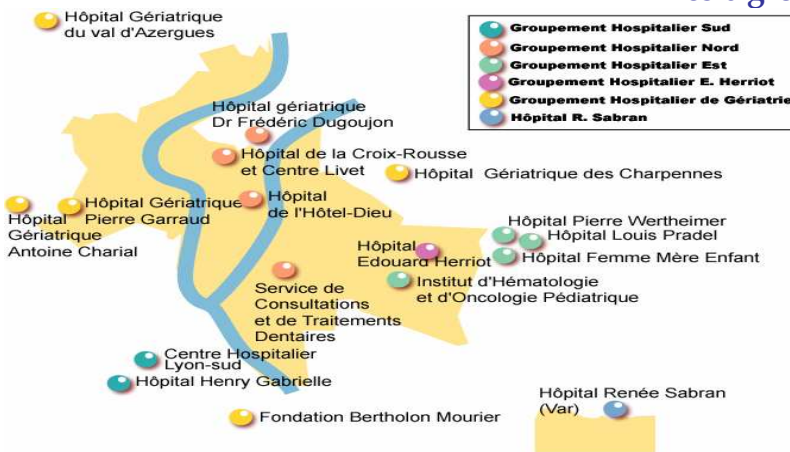 Hôpital Gériatrique
du val d'Azergues
Groupement Hospitalier Sud
Groupement Hospitalier Nord
Groupement Hospitalier Est
Groupement Hospitalier E. Herriot
Groupement Hospitalier de Gériatrie
Hôpital R. Sabran
Hôpital gériatrique
Dr Frédéric Dugoujon
Hôpital de la Croix-Rousse
et Centre Livet
Hôpital Gériatrique des Charpennes
Hôpital
Gériatrique
Antoine Charial
Hôpital Gériatrique
Pierre Garraud
Hôpital
de l'Hôtel-Dieu
Hôpital Pierre Wertheimer
Hôpital Louis Pradel
Hôpital Femme Mère Enfant
Hôpital
Edouard Herriot
Institut d'Hématologie
et d'Oncologie Pédiatrique
Service de
Consultations
et de Traitements
Dentaires
Centre Hospitalier
Lyon-sud
Hôpital Henry Gabrielle
Fondation Bertholon Mourier
Hôpital Renée Sabran
(Var)